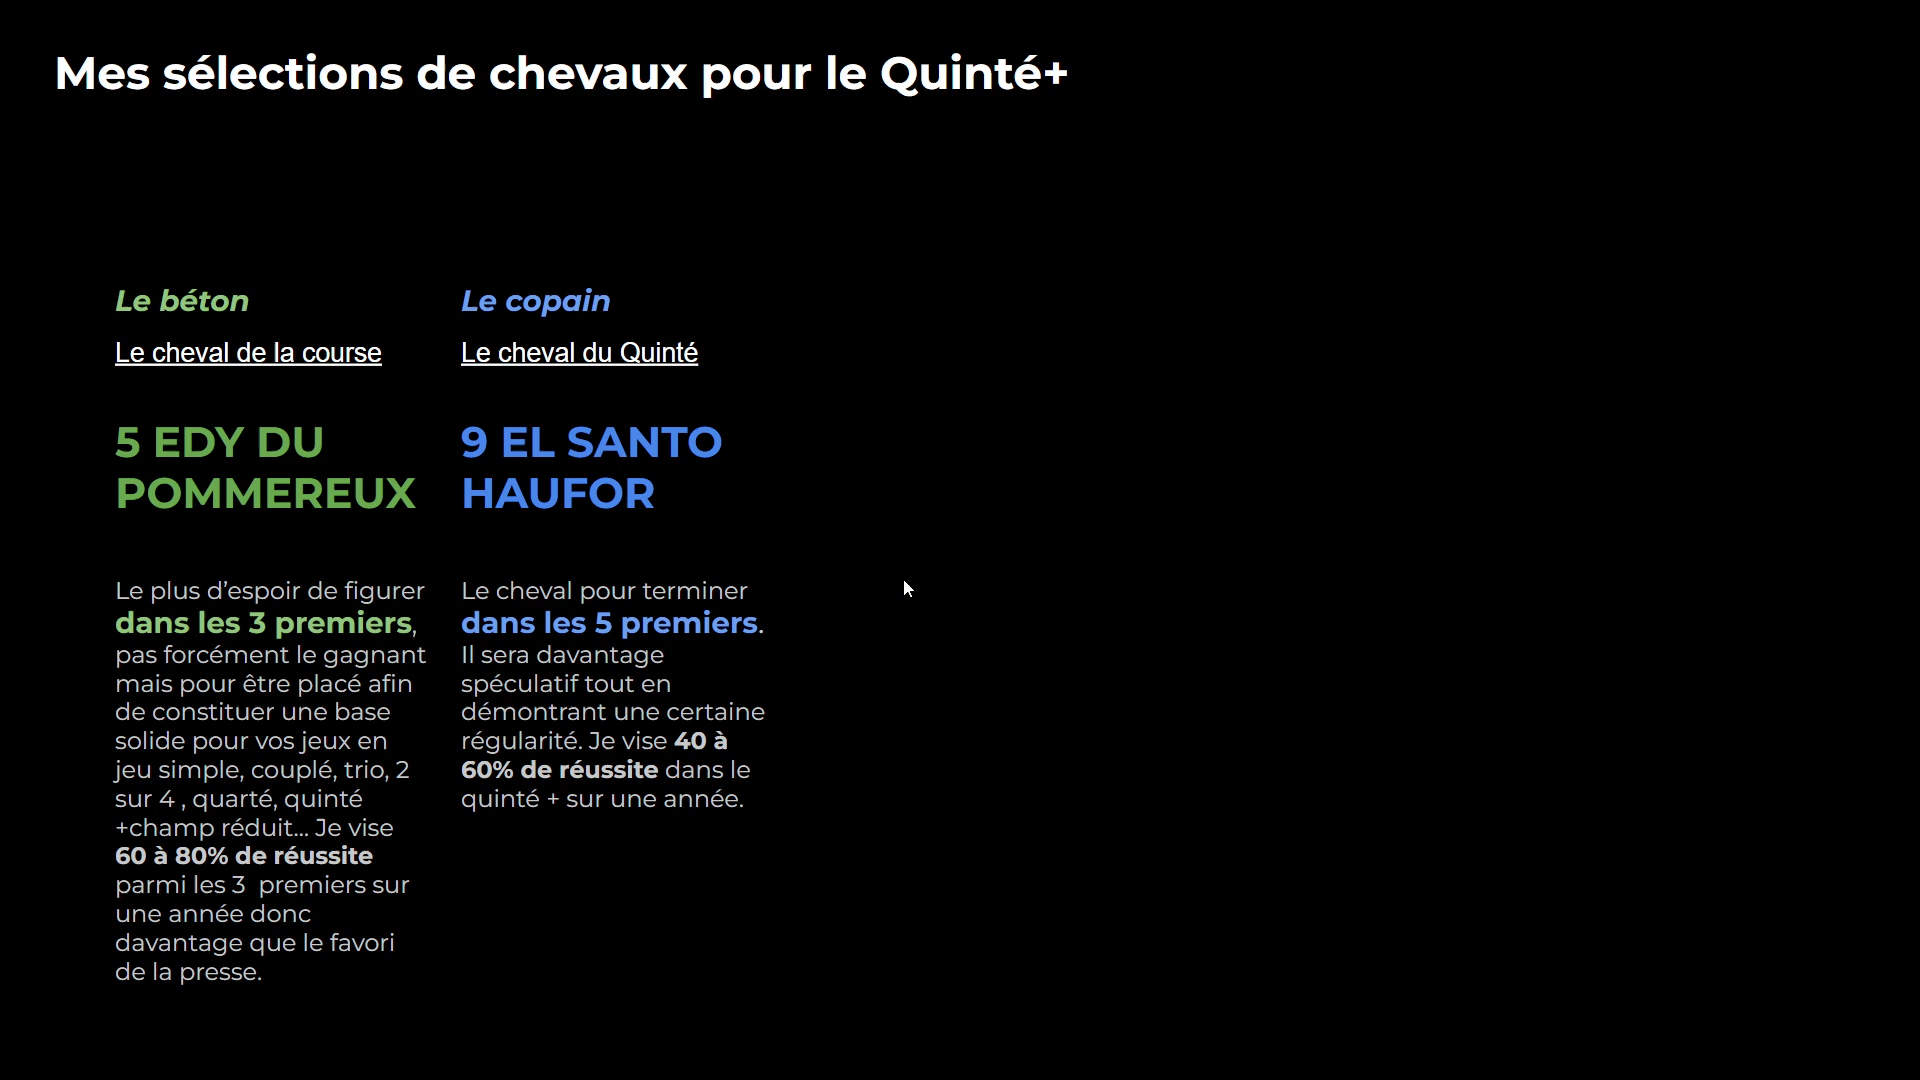 Mes sélections de chevaux pour le Quinté+
Le béton
Le cheval de la course
5 EDY DU
POMMEREUX
Le plus d’espoir de figurer
dans les 3 premiers,
pas forcément le gagnant
mais pour être placé afin
de constituer une base
solide pour vos jeux en
jeu simple, couplé, trio, 2
sur 4 , quarté, quinté
+champ réduit... Je vise
60 à 80% de réussite
parmi les 3  premiers sur
une année donc
davantage que le favori
de la presse.
Le copain
Le cheval du Quinté
9 EL SANTO
HAUFOR
Le cheval pour terminer
dans les 5 premiers.
Il sera davantage
spéculatif tout en
démontrant une certaine
régularité. Je vise 40 à
60% de réussite dans le
quinté + sur une année.